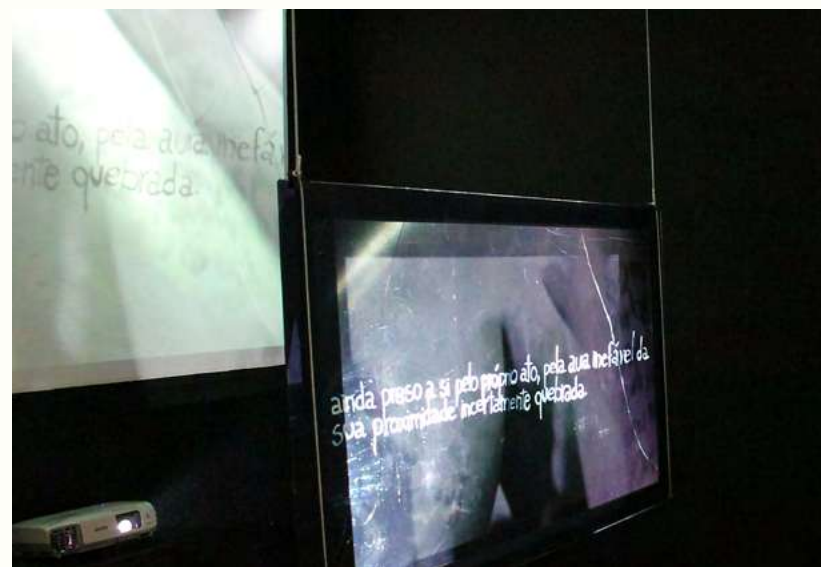 o ato, pela aura inefáv
ente quebrada.
ainda preso a si pelo próprio ato, pela aura inefável da
sua proximidade incertamente quebrada.